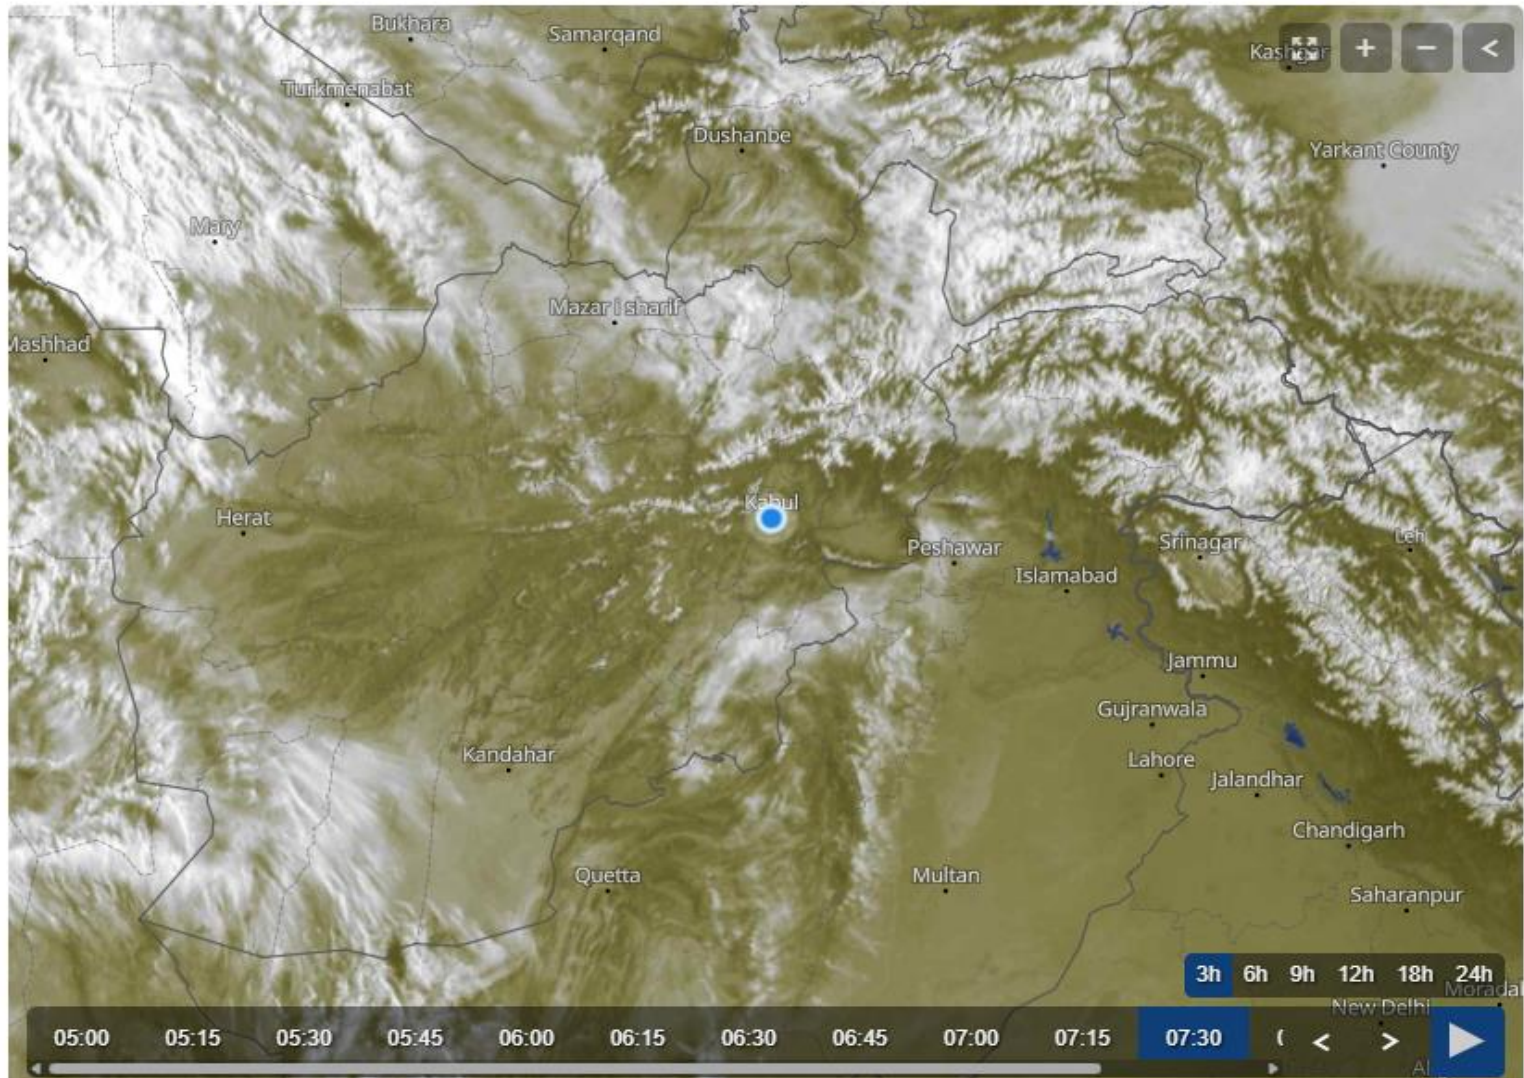 Bukhara
Samarqand
Kashgar
Turkmenabat
Dushanbe
Yarkant County
Mary
Mazar i sharif
Mashhad
Kabul
Herat
Peshawar
Srinagar
Leh
Islamabad
Jammu
Gujranwala
Kandahar
Lahore
Jalandhar
Chandigarh
Quetta
Multan
Saharanpur
3h 6h 9h 12h 18h 24h
New Delhi
05:00 05:15 05:30 05:45 06:00 06:15 06:30 06:45 07:00 07:15 07:30